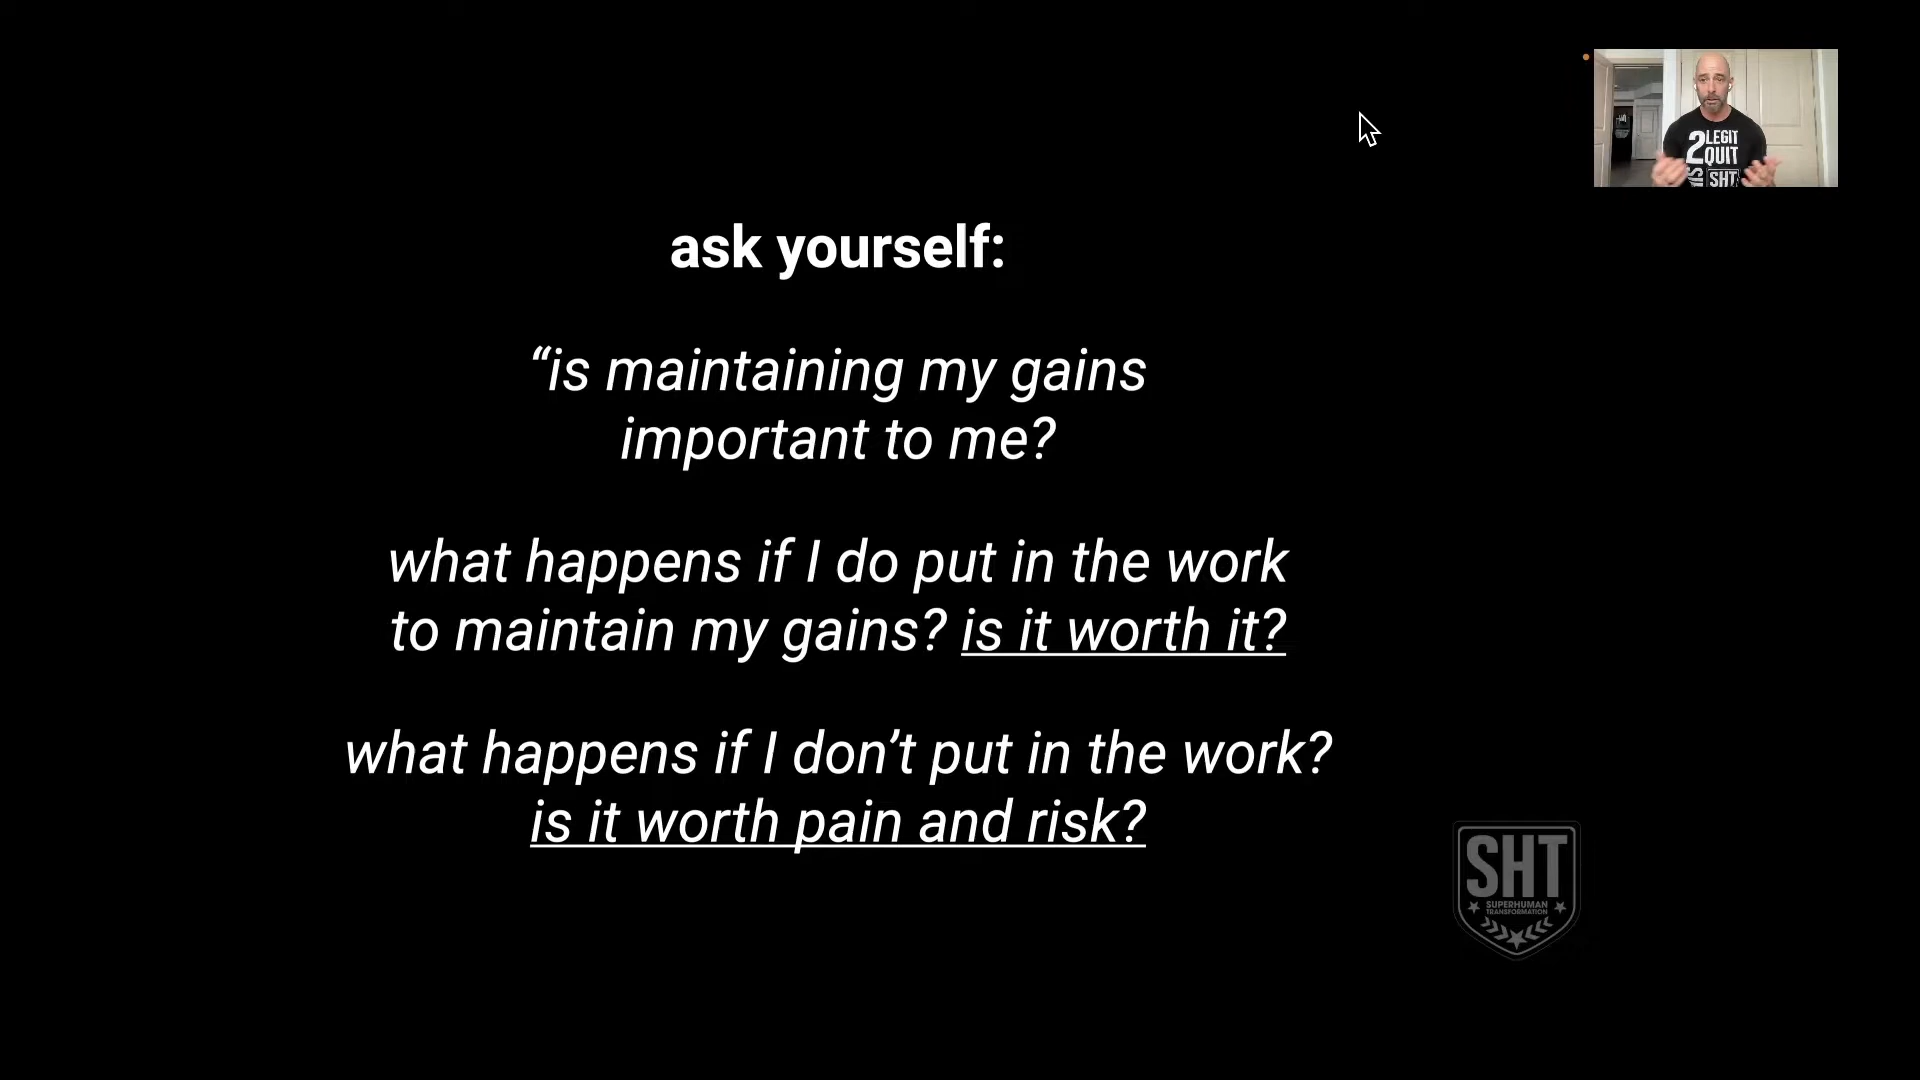 2 LEGIT
QUIT
SHT
ask yourself:
“is maintaining my gains
important to me?
what happens if I do put in the work
to maintain my gains? is it worth it?
what happens if I don’t put in the work?
is it worth pain and risk?
SHT
SUPERHUMAN
TRANSFORMATION